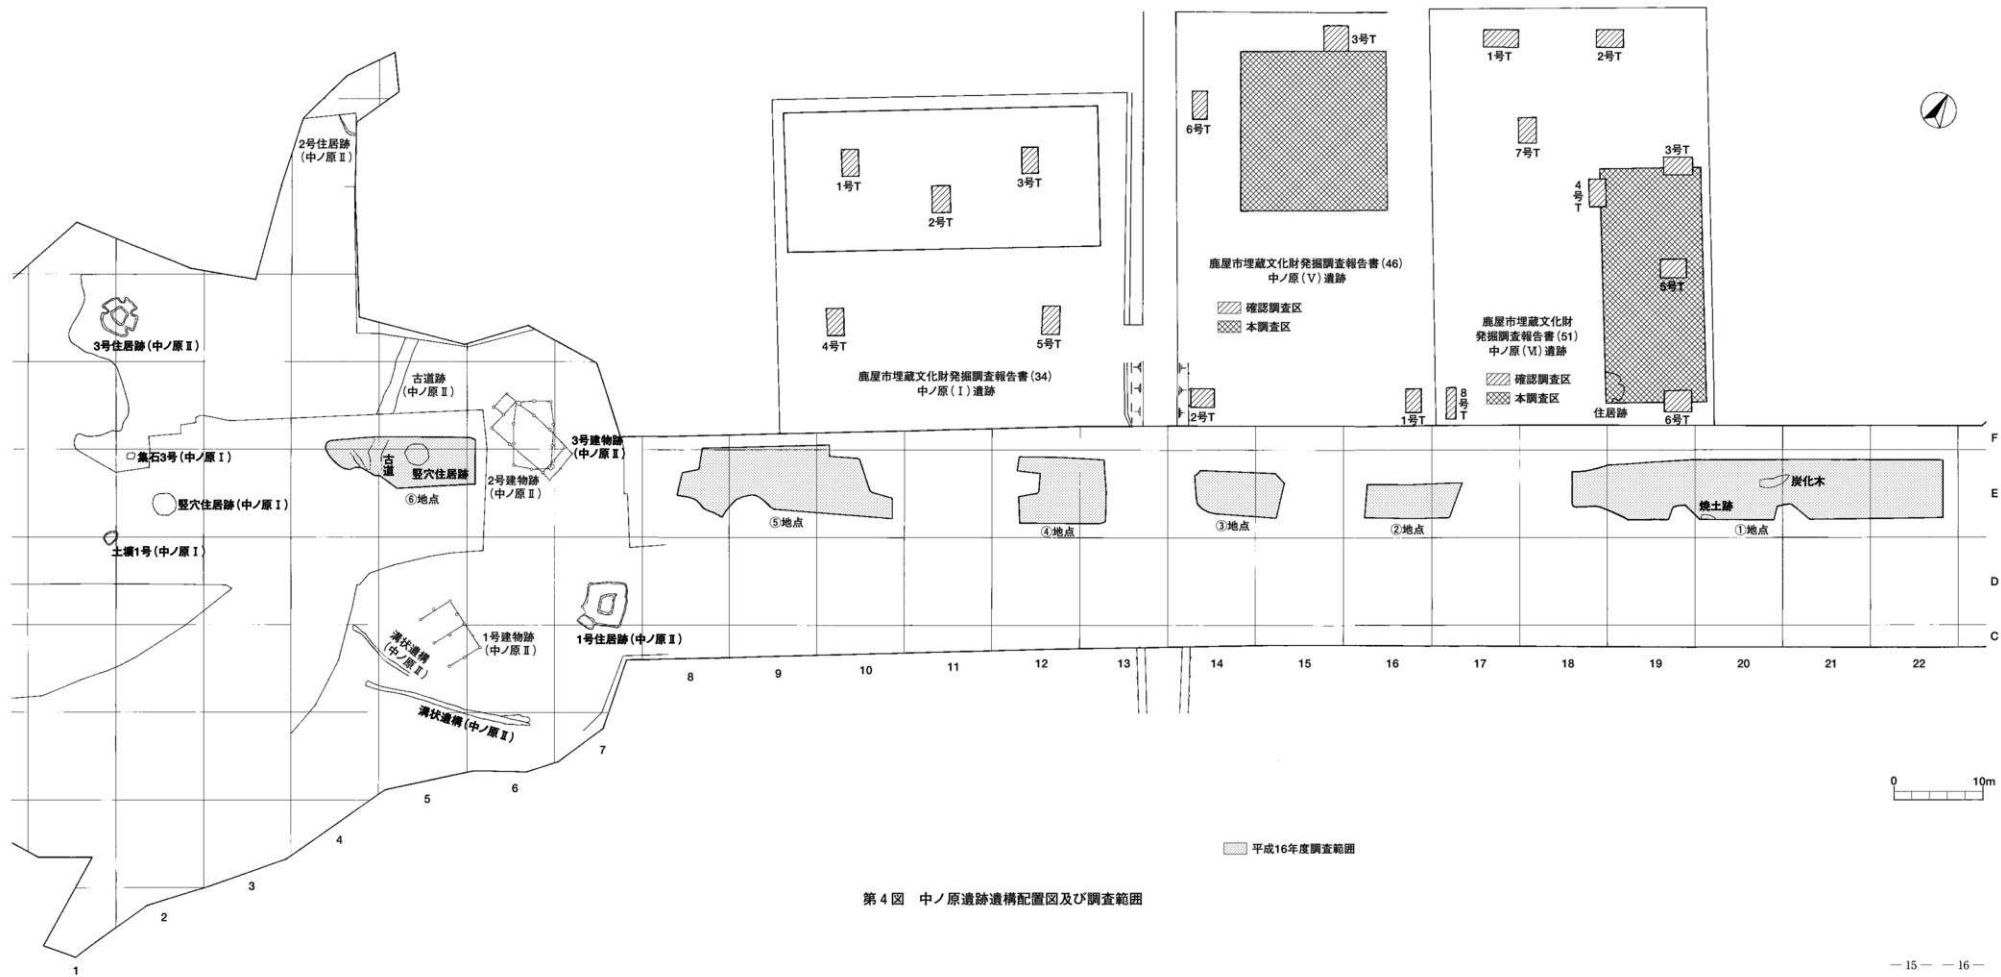 3号T
1号T
2号T
6号T
7号T
3号T
4号T
5号T
2号住居跡
(中ノ原Ⅱ)
1号T
2号T
3号T
4号T
5号T
鹿屋市埋蔵文化財発掘調査報告書(34)
中ノ原(Ⅰ)遺跡
鹿屋市埋蔵文化財発掘調査報告書(46)
中ノ原(Ⅴ)遺跡
確認調査区
本調査区
2号T
1号T
鹿屋市埋蔵文化財
発掘調査報告書(51)
中ノ原(Ⅵ)遺跡
確認調査区
本調査区
8号T
住居跡
6号T
3号住居跡(中ノ原Ⅱ)
古道跡
(中ノ原Ⅱ)
集石3号(中ノ原Ⅰ)
竪穴住居跡(中ノ原Ⅰ)
土壙1号(中ノ原Ⅰ)
古道
竪穴住居跡
⑥地点
2号建物跡
(中ノ原Ⅱ)
3号建物跡
(中ノ原Ⅱ)
⑤地点
④地点
③地点
②地点
焼土跡
①地点
炭化木
F
E
D
C
溝状遺構
(中ノ原Ⅱ)
1号建物跡
(中ノ原Ⅱ)
1号住居跡(中ノ原Ⅱ)
溝状遺構(中ノ原Ⅱ)
1
2
3
4
5
6
7
8
9
10
11
12
13
14
15
16
17
18
19
20
21
22
0 10m
平成16年度調査範囲
第4図 中ノ原遺跡遺構配置図及び調査範囲
— 15 — — 16 —